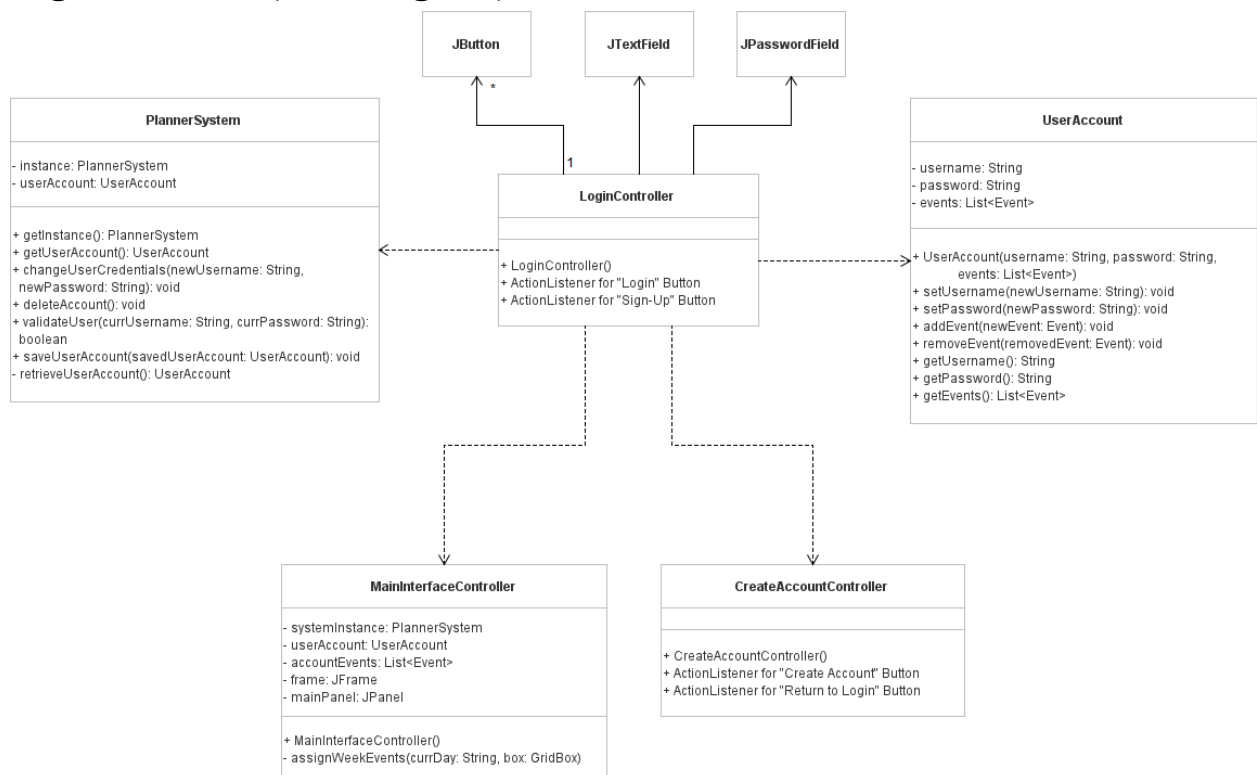 JButton
JTextField
JPasswordField
*
1
PlannerSystem
- instance: PlannerSystem
- userAccount: UserAccount
+ getInstance(): PlannerSystem
+ getUserAccount(): UserAccount
+ changeUserCredentials(newUsername: String,
newPassword: String): void
+ deleteAccount(): void
+ validateUser(currUsername: String, currPassword: String):
boolean
+ saveUserAccount(savedUserAccount: UserAccount): void
- retrieveUserAccount(): UserAccount
LoginController
+ LoginController()
+ ActionListener for "Login" Button
+ ActionListener for "Sign-Up" Button
UserAccount
- username: String
- password: String
- events: List<Event>
+ UserAccount(username: String, password: String,
events: List<Event>)
+ setUsername(newUsername: String): void
+ setPassword(newPassword: String): void
+ addEvent(newEvent: Event): void
+ removeEvent(removedEvent: Event): void
+ getUsername(): String
+ getPassword(): String
+ getEvents(): List<Event>
MainInterfaceController
- systemInstance: PlannerSystem
- userAccount: UserAccount
- accountEvents: List<Event>
- frame: JFrame
- mainPanel: JPanel
+ MainInterfaceController()
- assignWeekEvents(currDay: String, box: GridBox)
CreateAccountController
+ CreateAccountController()
+ ActionListener for "Create Account" Button
+ ActionListener for "Return to Login" Button